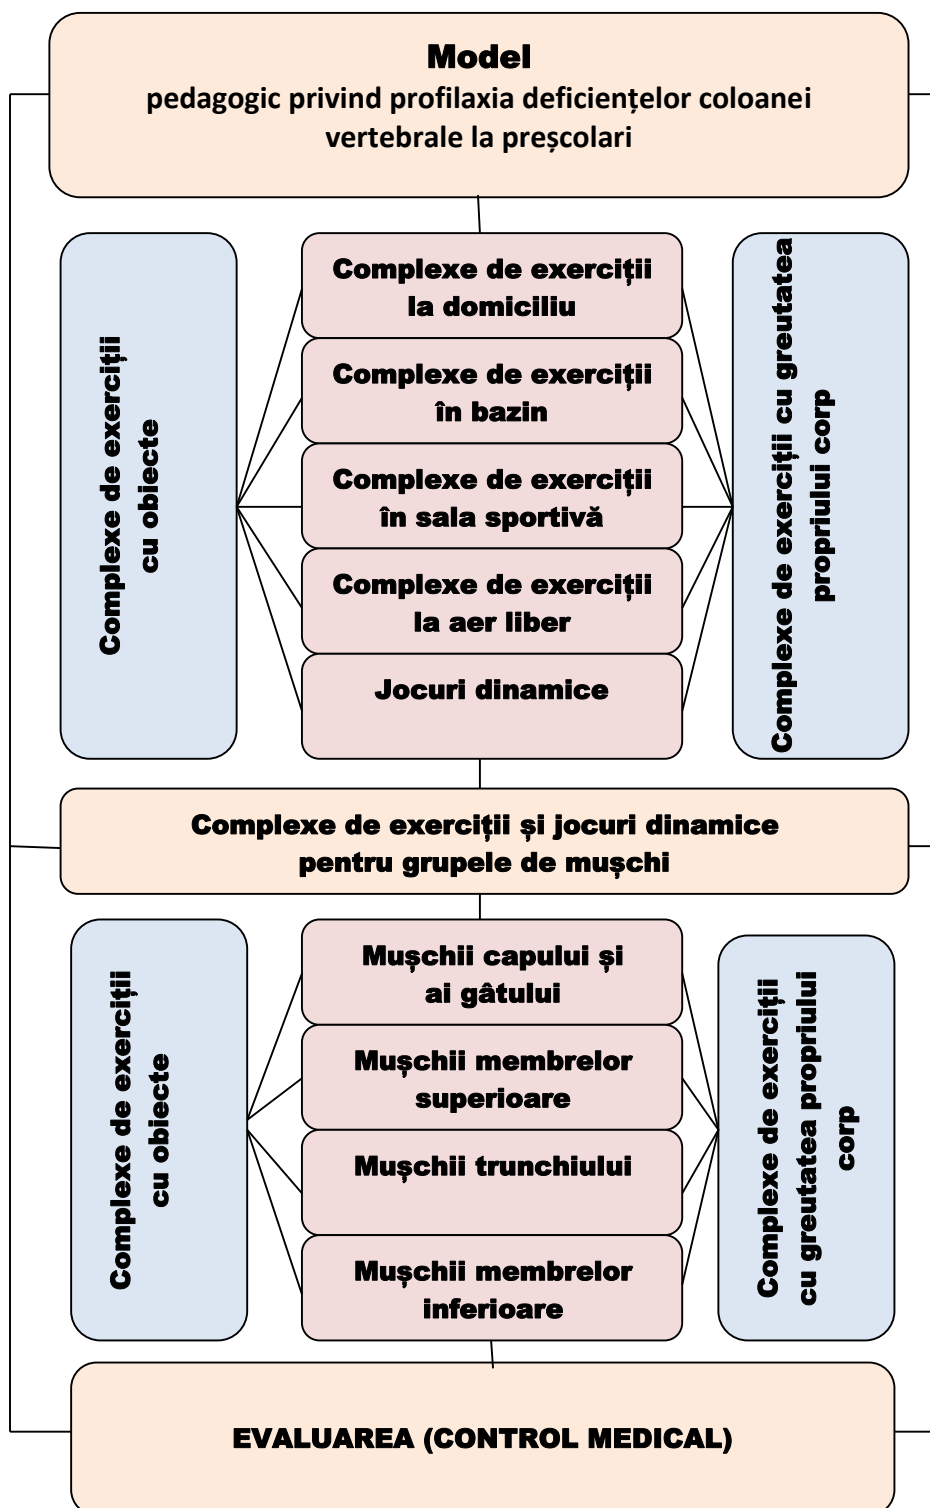 Model
pedagogic privind profilaxia deficiențelor coloanei
vertebrale la preșcolari
Complexe de exerciții
cu obiecte
Complexe de exerciții
la domiciliu
Complexe de exerciții
în bazin
Complexe de exerciții
în sala sportivă
Complexe de exerciții
la aer liber
Jocuri dinamice
Complexe de exerciții cu greutatea
propriului corp
Complexe de exerciții și jocuri dinamice
pentru grupele de mușchi
Complexe de exerciții
cu obiecte
Mușchii capului și
ai gâtului
Mușchii membrelor
superioare
Mușchii trunchiului
Mușchii membrelor
inferioare
Complexe de exerciții
cu greutatea propriului
corp
EVALUAREA (CONTROL MEDICAL)